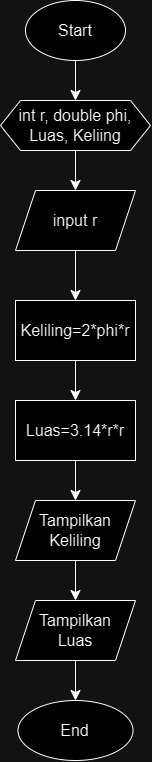 Start
int r, double phi,
Luas, Keliing
input r
Keliling=2*phi*r
Luas=3.14*r*r
Tampilkan
Keliling
Tampilkan
Luas
End